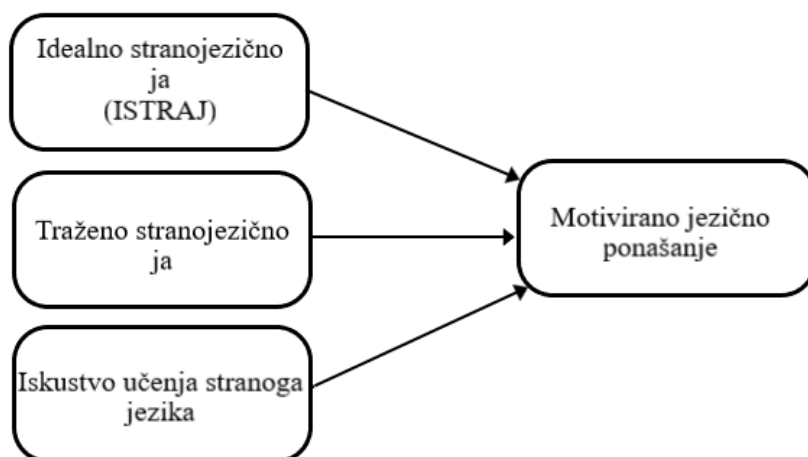 Idealno stranojezično
ja
(ISTRAJ)
Traženo stranojezično
ja
Iskustvo učenja stranoga
jezika
Motivirano jezično
ponašanje